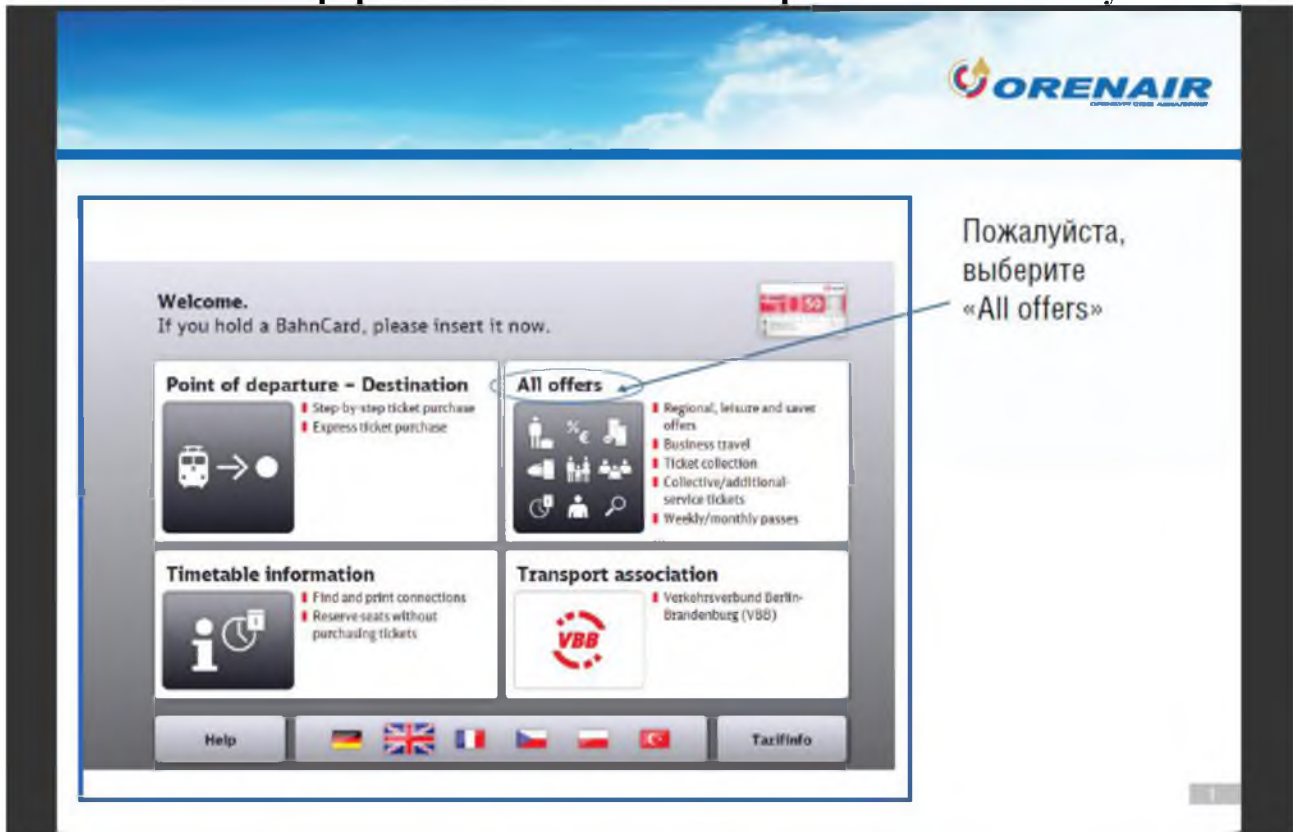 ORENAIR
Пожалуйста,
выберите
«All offers»
Welcome.
If you hold a BahnCard, please insert it now.
50
Point of departure – Destination
Step-by-step ticket purchase
Express ticket purchase
All offers
Regional, leisure and saver
offers
Business travel
Ticket collection
Collective/additional-
service tickets
Weekly/monthly passes
...
Timetable information
Find and print connections
Reserve seats without
purchasing tickets
Transport association
VBB
Verkehrsverbund Berlin-
Brandenburg (VBB)
Help
Tarifinfo
1